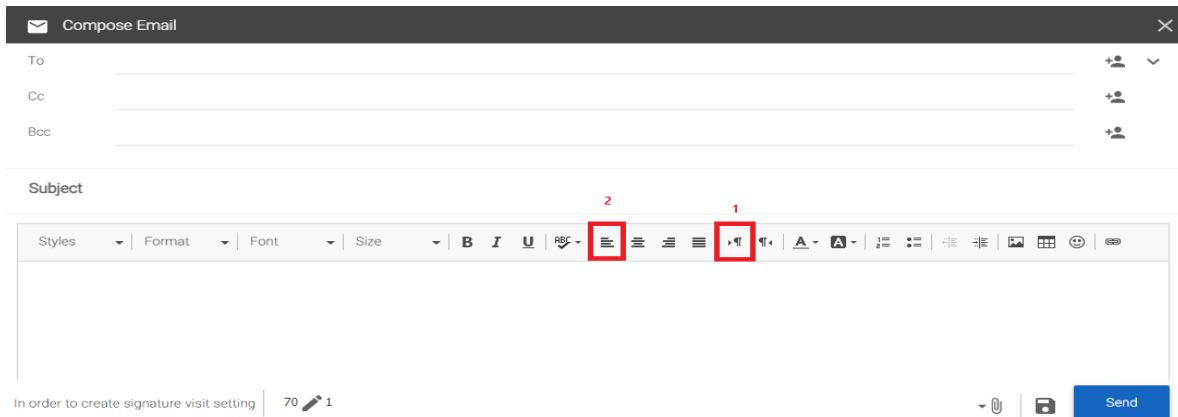 Compose Email
To
Cc
Bcc
Subject
2
1
Styles Format Font Size B I U ABC A A
In order to create signature visit setting 70 1 Send